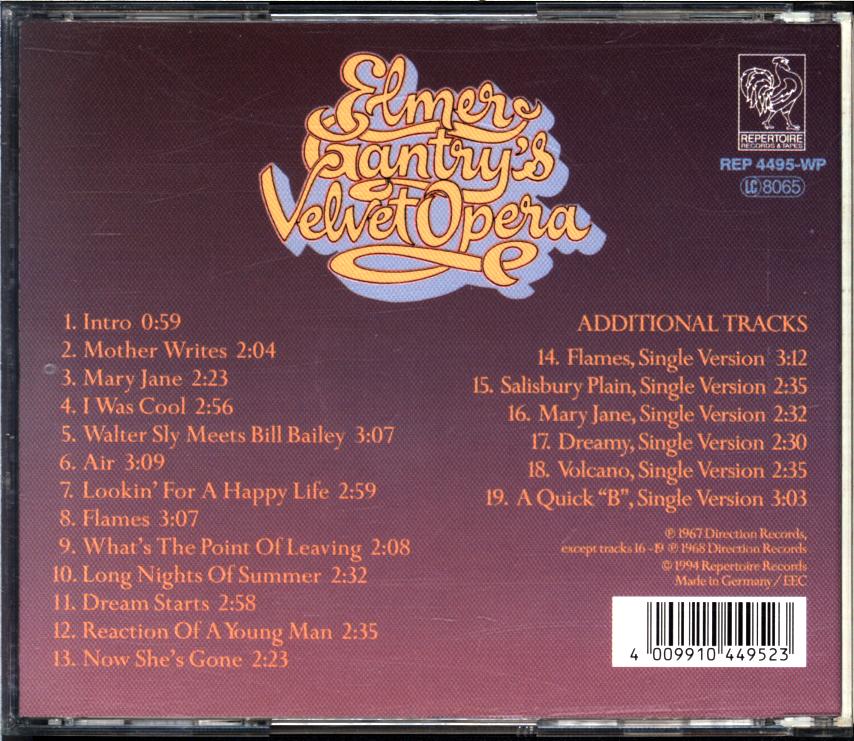 Elmer
Gantry's
Velvet Opera
REPERTOIRE
RECORDS & TAPES
REP 4495-WP
LC 8065
1. Intro 0:59
2. Mother Writes 2:04
3. Mary Jane 2:23
4. I Was Cool 2:56
5. Walter Sly Meets Bill Bailey 3:07
6. Air 3:09
7. Lookin' For A Happy Life 2:59
8. Flames 3:07
9. What's The Point Of Leaving 2:08
10. Long Nights Of Summer 2:32
11. Dream Starts 2:58
12. Reaction Of A Young Man 2:35
13. Now She's Gone 2:23
ADDITIONAL TRACKS
14. Flames, Single Version 3:12
15. Salisbury Plain, Single Version 2:35
16. Mary Jane, Single Version 2:32
17. Dreamy, Single Version 2:30
18. Volcano, Single Version 2:35
19. A Quick "B", Single Version 3:03
℗ 1967 Direction Records,
except tracks 16-19 ℗ 1968 Direction Records
© 1994 Repertoire Records
Made in Germany / EEC
4 009910 449523